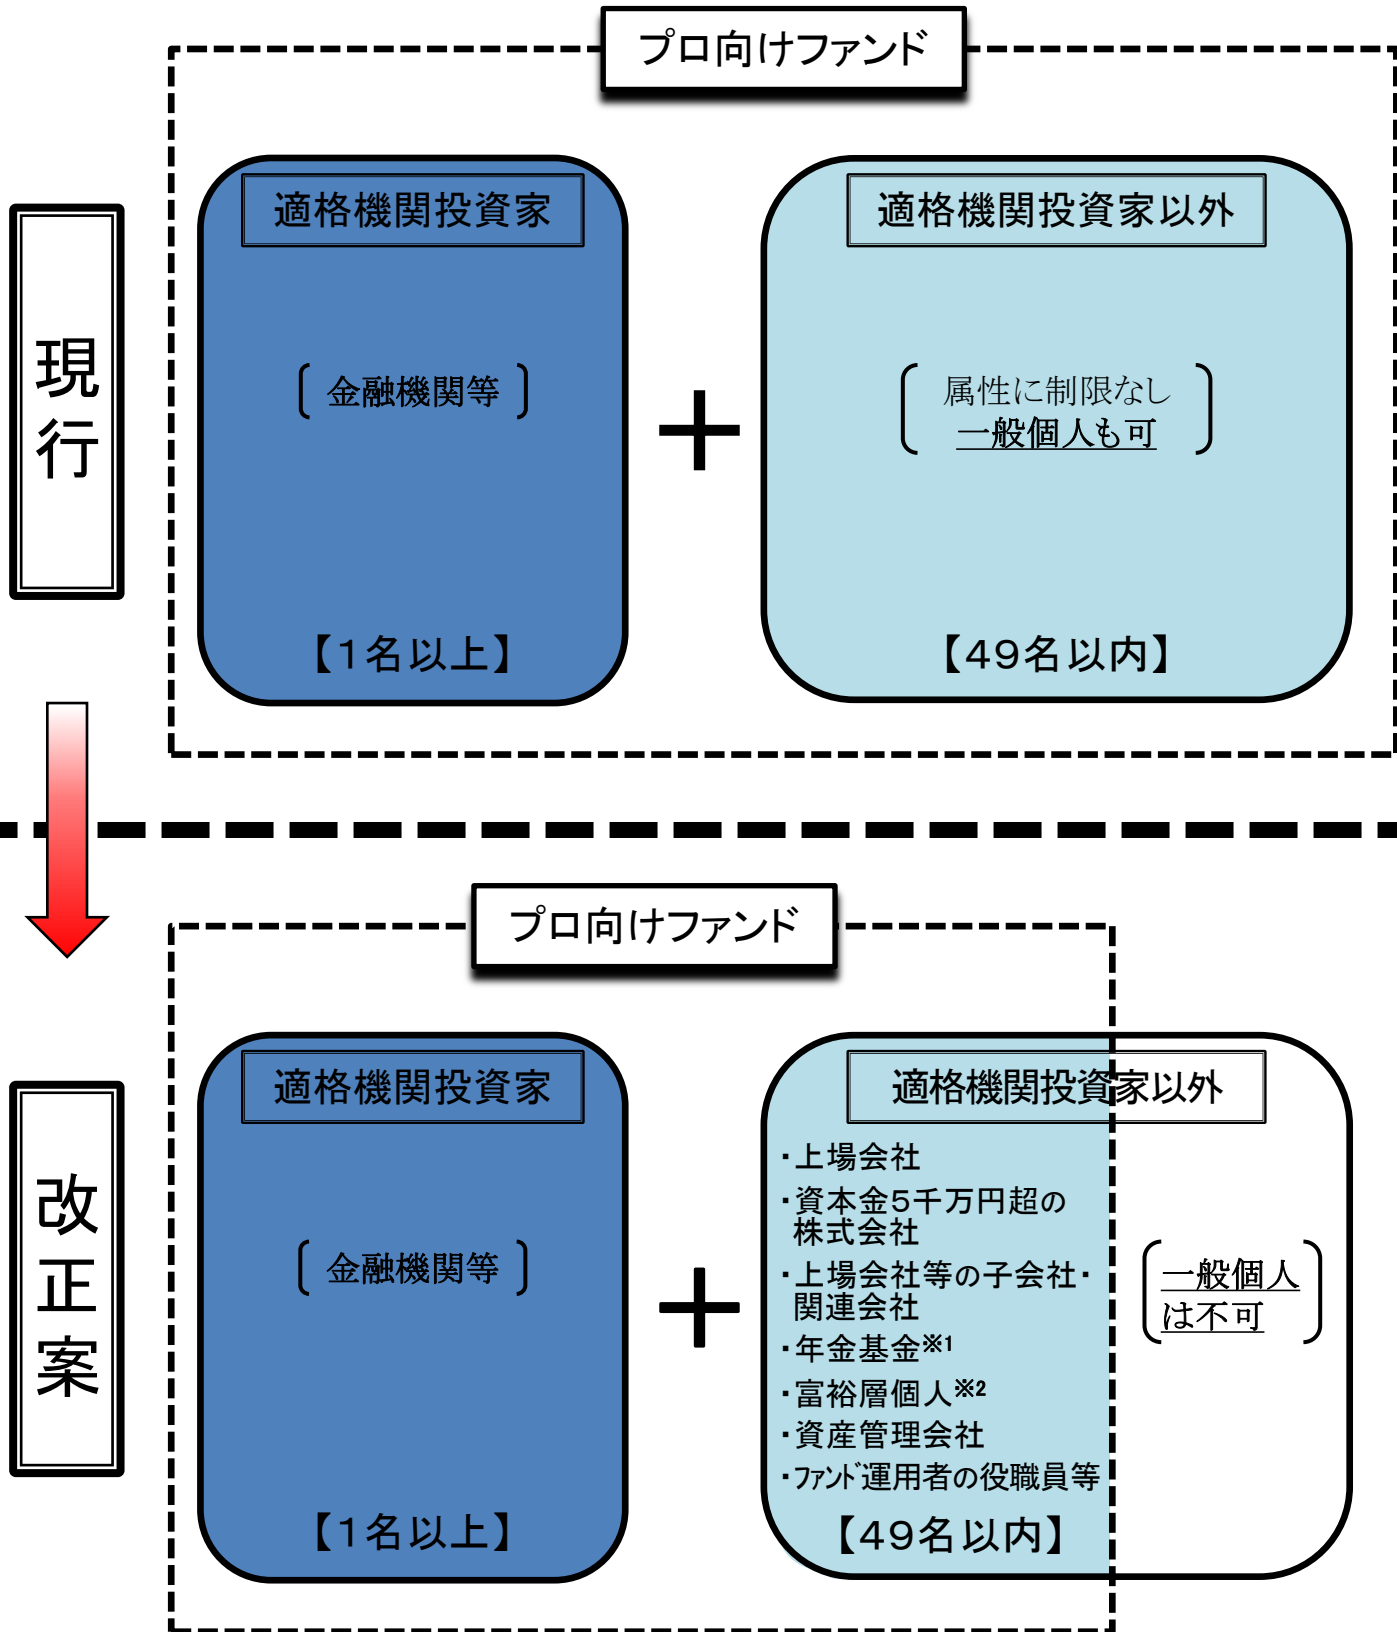 プロ向けファンド
現行
適格機関投資家
金融機関等
【1名以上】
＋
適格機関投資家以外
属性に制限なし
一般個人も可
【49名以内】
プロ向けファンド
改正案
適格機関投資家
金融機関等
【1名以上】
＋
適格機関投資家以外
・上場会社
・資本金5千万円超の
株式会社
・上場会社等の子会社・
関連会社
・年金基金※1
・富裕層個人※2
・資産管理会社
・ファンド運用者の役職員等
【49名以内】
一般個人
は不可